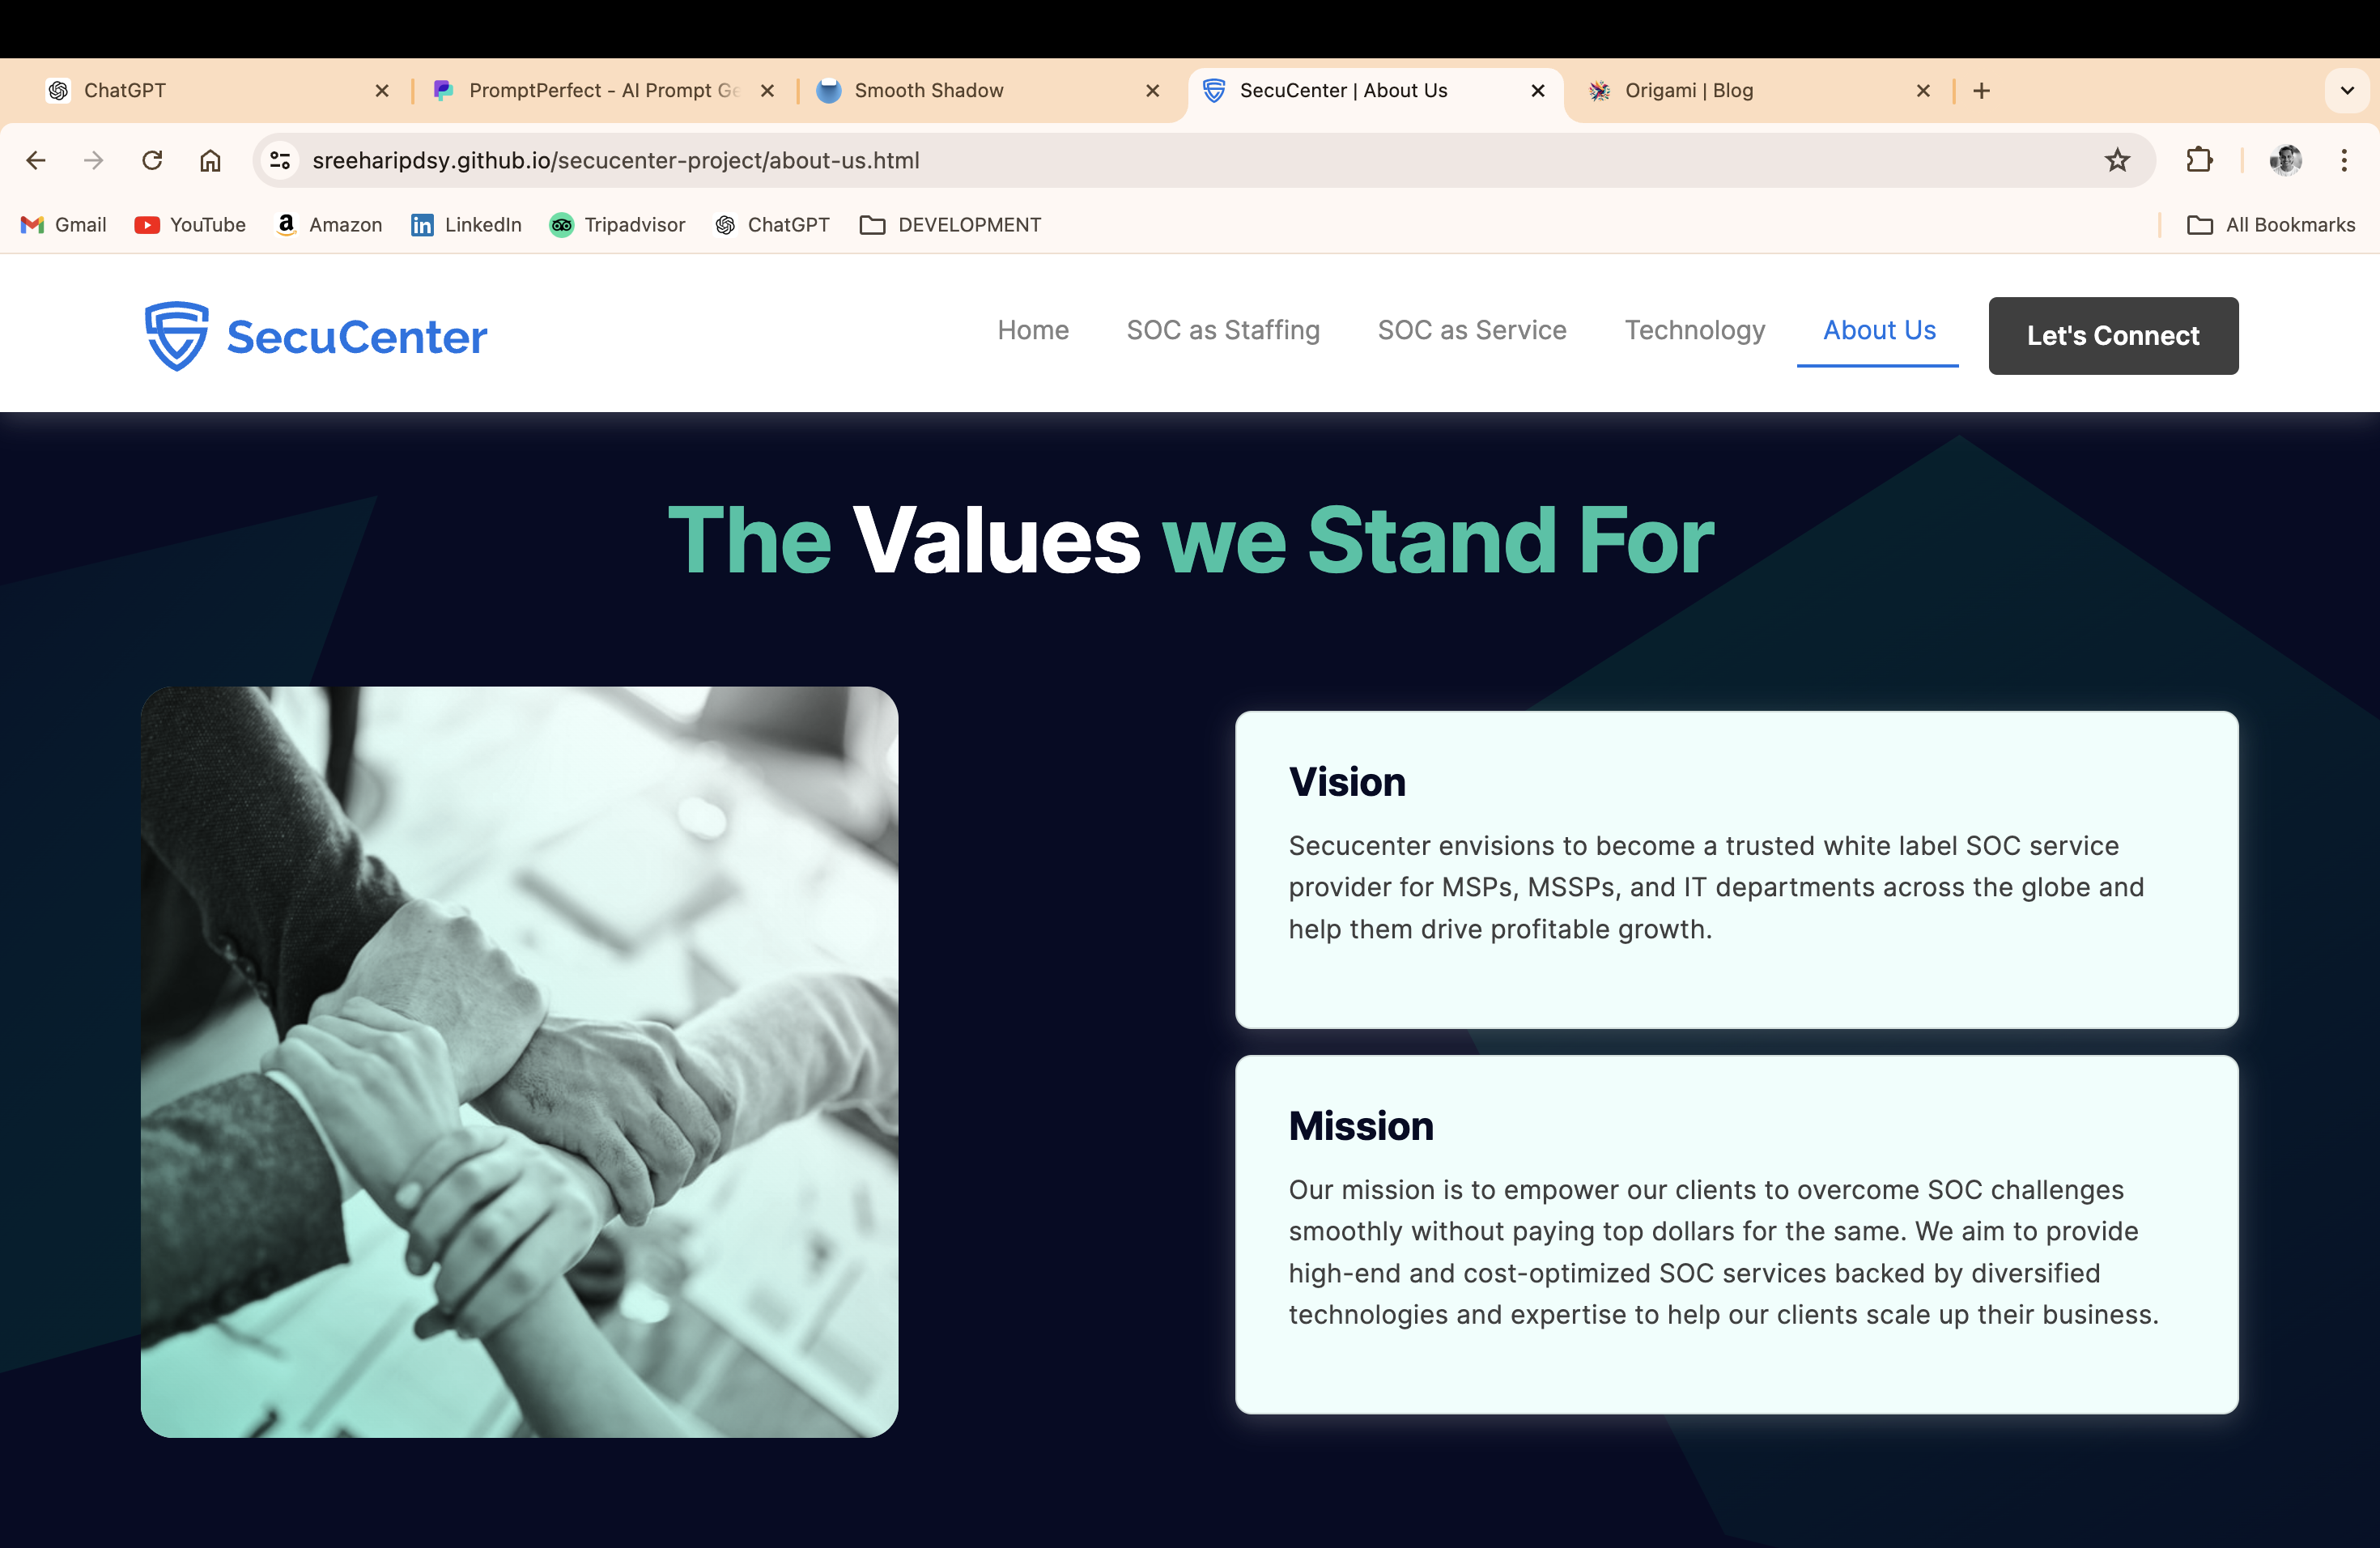 ChatGPT
PromptPerfect - AI Prompt Ge
Smooth Shadow
SecuCenter | About Us
Origami | Blog
sreeharipdsy.github.io/secucenter-project/about-us.html
Gmail
YouTube
Amazon
LinkedIn
Tripadvisor
ChatGPT
DEVELOPMENT
All Bookmarks
SecuCenter
Home
SOC as Staffing
SOC as Service
Technology
About Us
Let's Connect
The Values we Stand For
Vision
Secucenter envisions to become a trusted white label SOC service
provider for MSPs, MSSPs, and IT departments across the globe and
help them drive profitable growth.
Mission
Our mission is to empower our clients to overcome SOC challenges
smoothly without paying top dollars for the same. We aim to provide
high-end and cost-optimized SOC services backed by diversified
technologies and expertise to help our clients scale up their business.